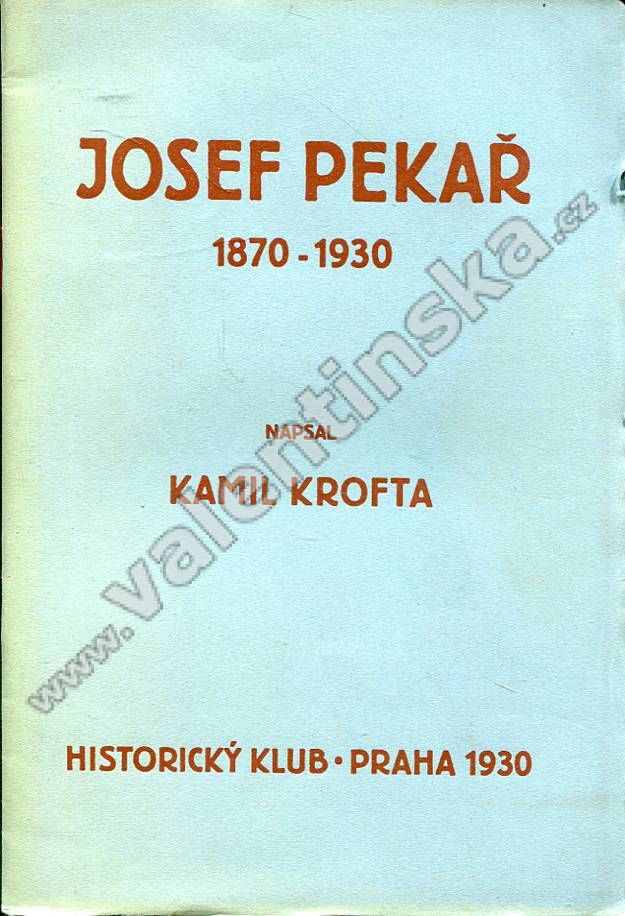 JOSEF PEKAŘ
1870 - 1930
NAPSAL
KAMIL KROFTA
HISTORICKÝ KLUB • PRAHA 1930
www.valentinska.cz